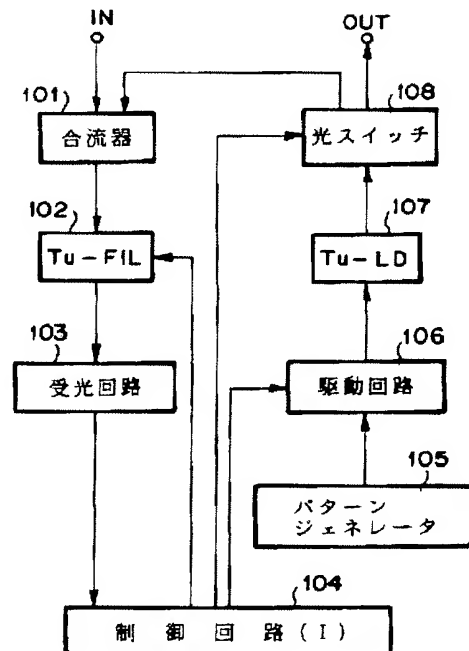 IN
OUT
101
合流器
108
光スイッチ
102
Tu-FIL
107
Tu-LD
103
受光回路
106
駆動回路
105
パターン
ジェネレータ
104
制御回路(I)